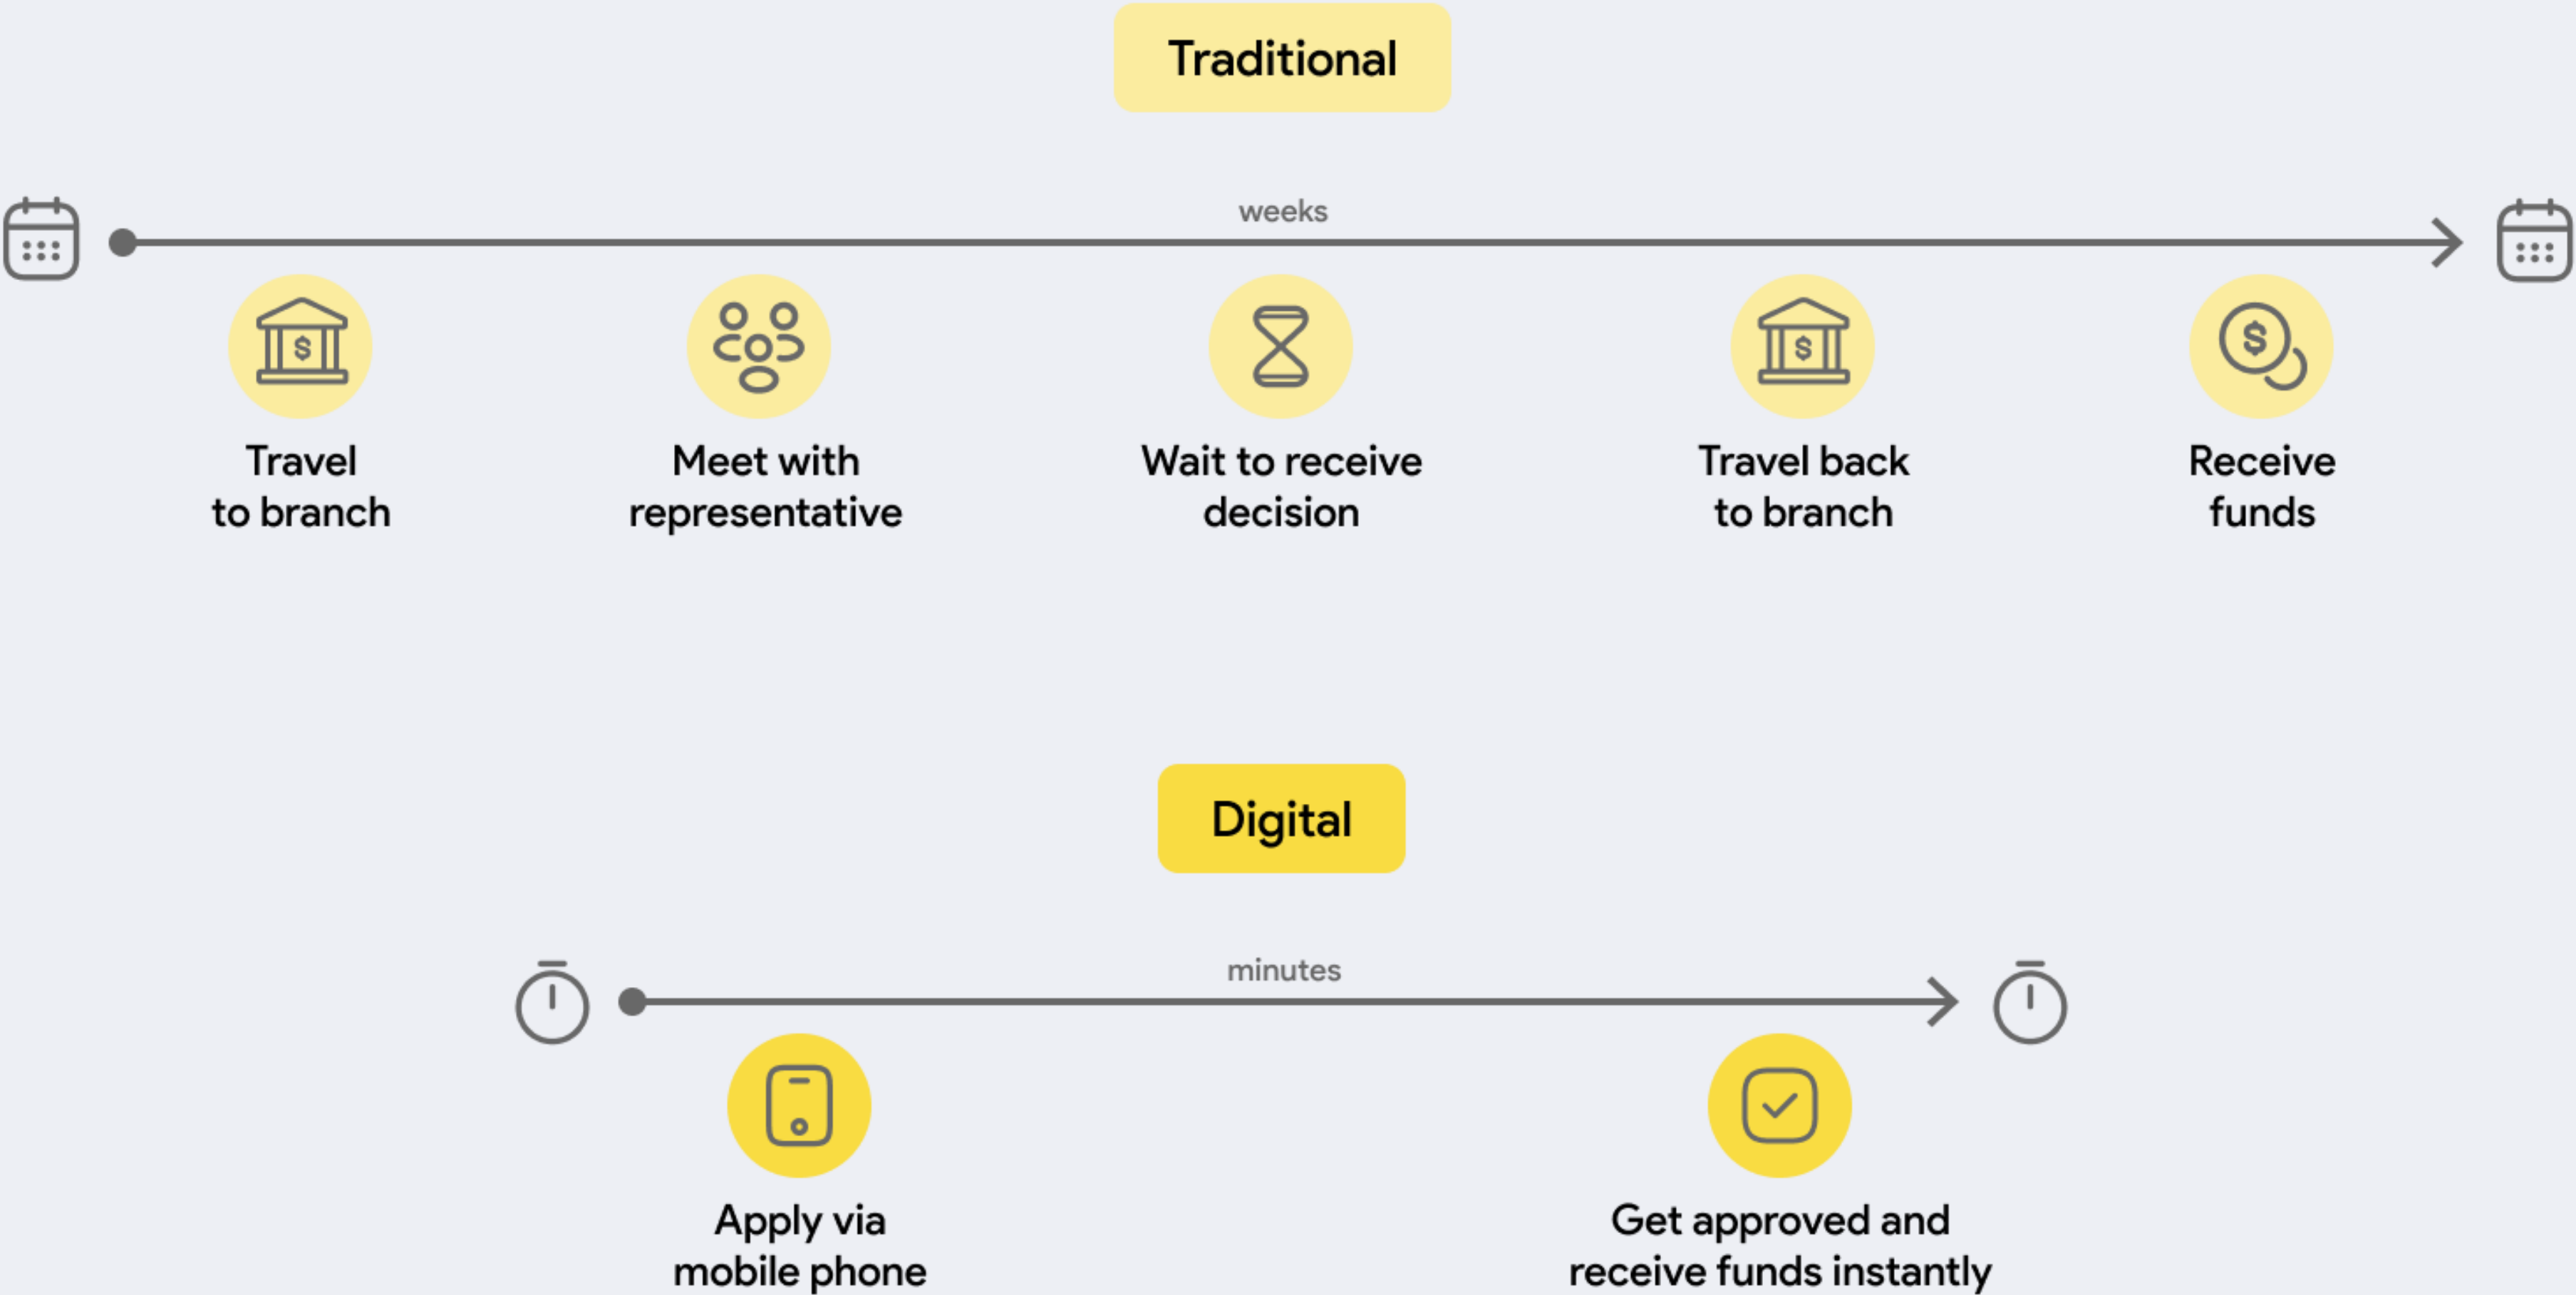 Traditional
weeks
Travel
to branch
Meet with
representative
Wait to receive
decision
Travel back
to branch
Receive
funds
Digital
minutes
Apply via
mobile phone
Get approved and
receive funds instantly